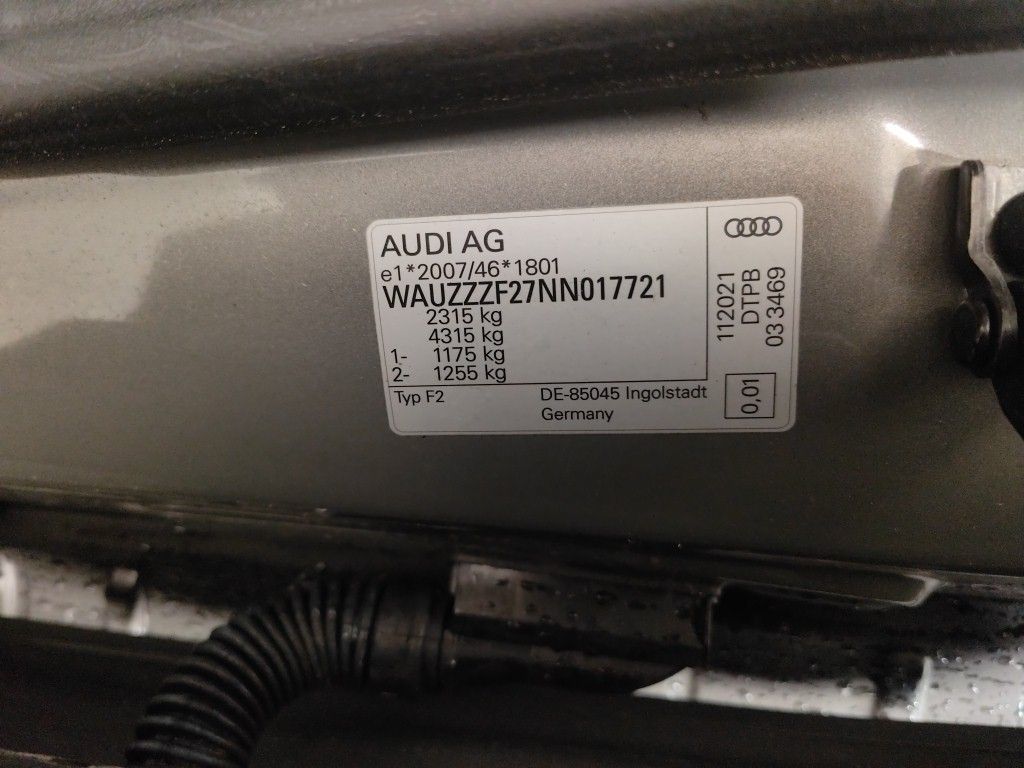 AUDI AG
e1*2007/46*1801
WAUZZZF27NN017721
2315 kg
4315 kg
1- 1175 kg
2- 1255 kg
Typ F2
DE-85045 Ingolstadt
Germany
112021
DTPB
03 3469
0,01